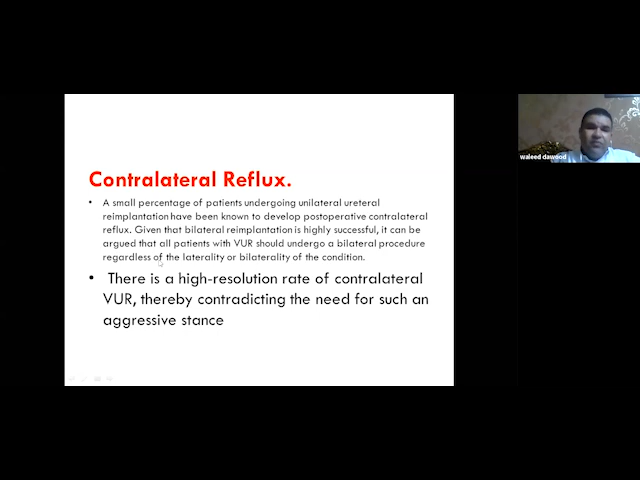 Contralateral Reflux.
• A small percentage of patients undergoing unilateral ureteral
reimplantation have been known to develop postoperative contralateral
reflux. Given that bilateral reimplantation is highly successful, it can be
argued that all patients with VUR should undergo a bilateral procedure
regardless of the laterality or bilaterality of the condition.
• There is a high-resolution rate of contralateral
VUR, thereby contradicting the need for such an
aggressive stance
waleed dawood